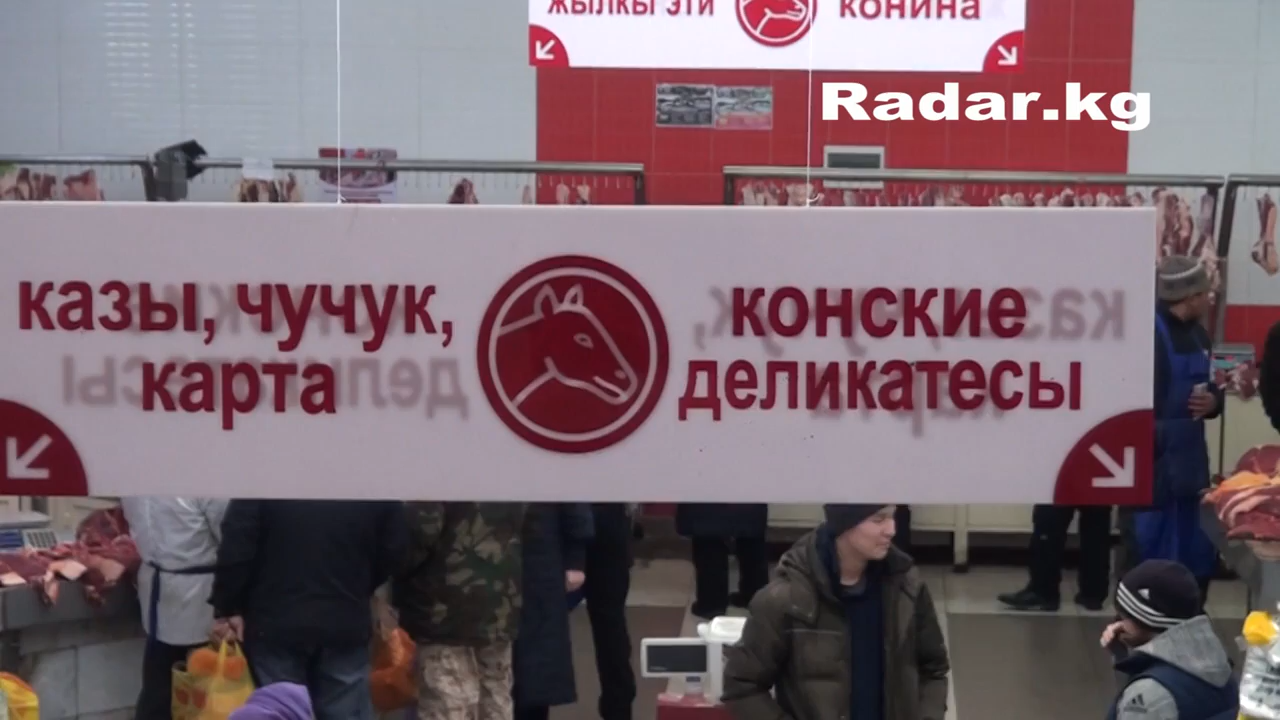 жылкы эти конина
Radar.kg
казы, чучук,
карта
конские
деликатесы